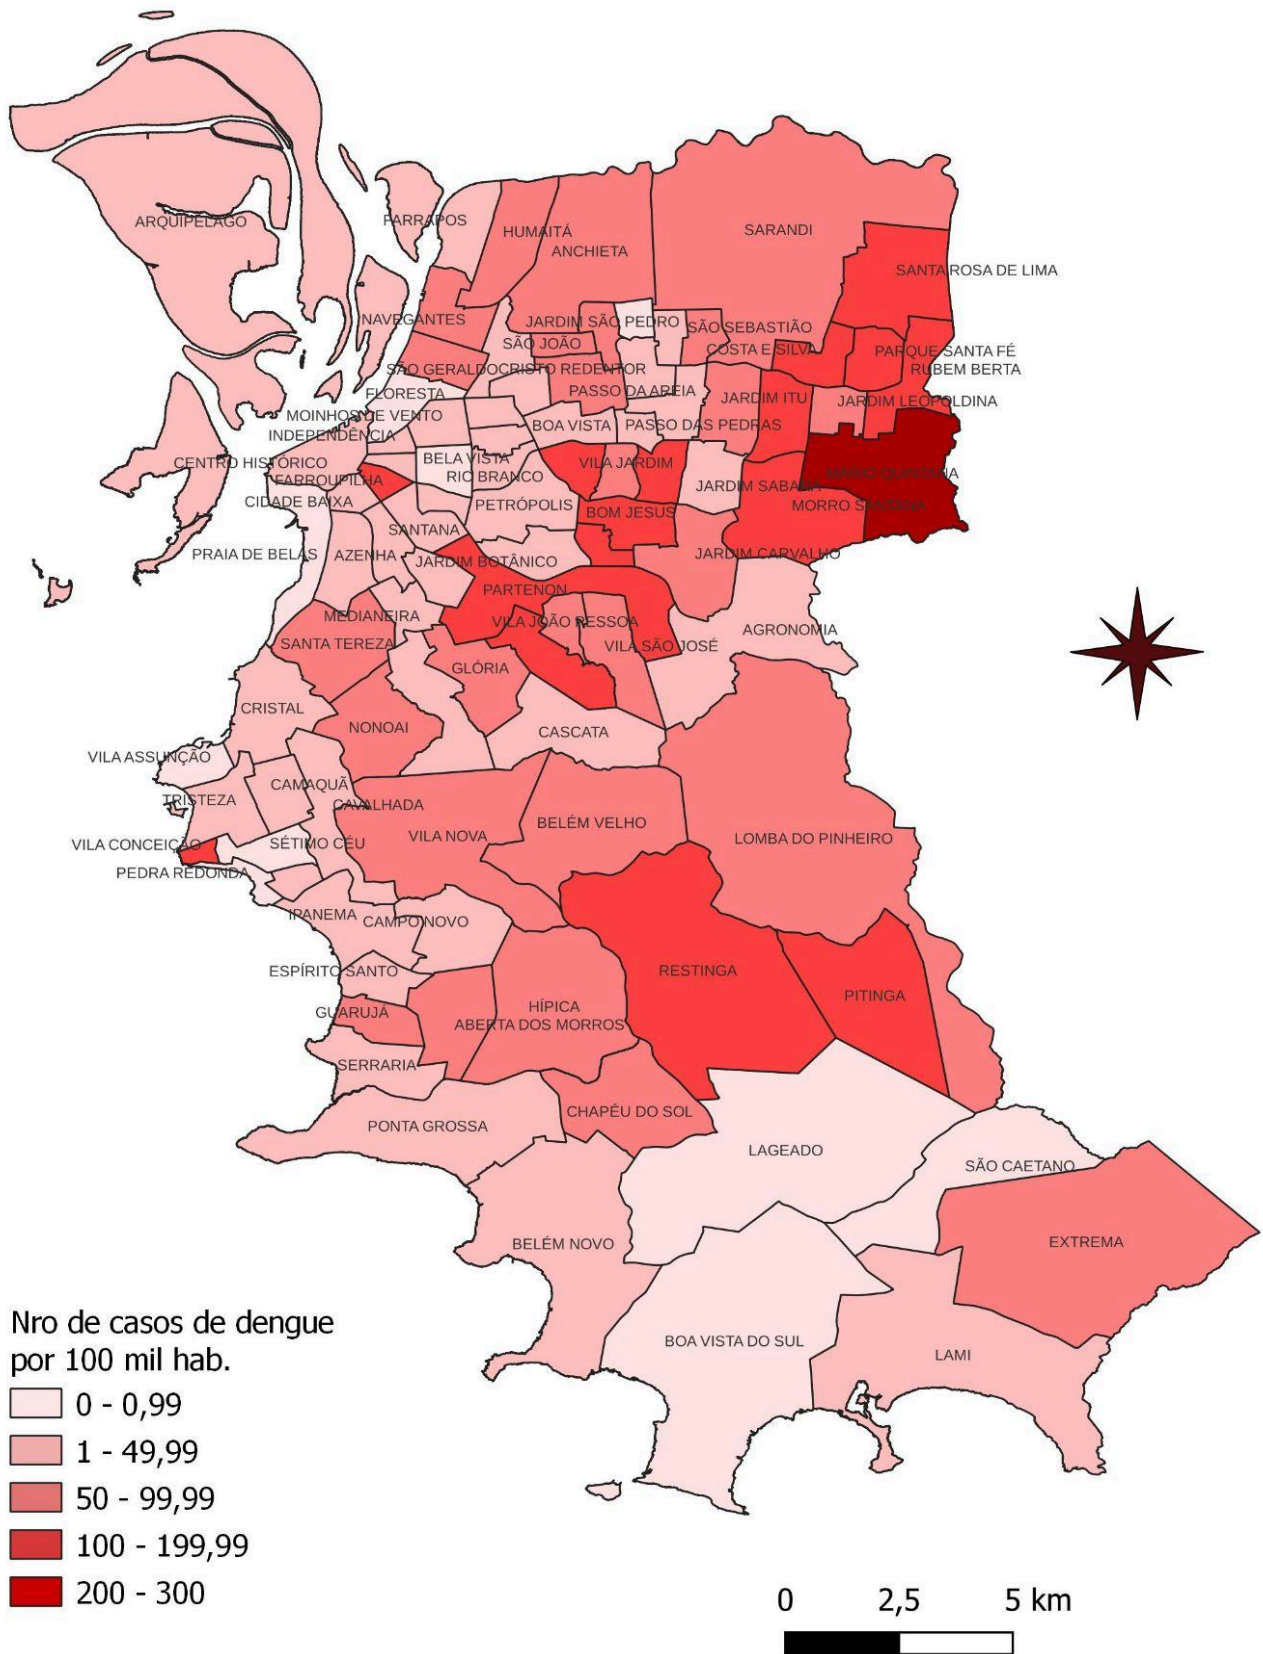 ARQUIPÉLAGO
FARRAPOS
HUMAITÁ
ANCHIETA
SARANDI
SANTA ROSA DE LIMA
NAVEGANTES
JARDIM SÃO PEDRO
SÃO SEBASTIÃO
SÃO JOÃO
COSTA E SILVA
PARQUE SANTA FÉ
SÃO GERALDO
CRISTO REDENTOR
RUBEM BERTA
FLORESTA
PASSO DA AREIA
JARDIM ITU
JARDIM LEOPOLDINA
MOINHOS DE VENTO
INDEPENDÊNCIA
BOA VISTA
PASSO DAS PEDRAS
CENTRO HISTÓRICO
BELA VISTA
VILA JARDIM
MARIO QUINTANA
FARROUPILHA
RIO BRANCO
JARDIM SABARÁ
CIDADE BAIXA
PETRÓPOLIS
BOM JESUS
MORRO SANTANA
SANTANA
PRAIA DE BELAS
AZENHA
JARDIM BOTÂNICO
JARDIM CARVALHO
PARTENON
MEDIANEIRA
VILA JOÃO PESSOA
AGRONOMIA
SANTA TEREZA
VILA SÃO JOSÉ
GLÓRIA
CRISTAL
NONOAI
CASCATA
VILA ASSUNÇÃO
CAMAQUÃ
TRISTEZA
CAVALHADA
BELÉM VELHO
VILA NOVA
LOMBA DO PINHEIRO
VILA CONCEIÇÃO
SÉTIMO CÉU
PEDRA REDONDA
IPANEMA
CAMPO NOVO
ESPÍRITO SANTO
RESTINGA
PITINGA
GUARUJÁ
HÍPICA
ABERTA DOS MORROS
SERRARIA
CHAPÉU DO SOL
PONTA GROSSA
LAGEADO
SÃO CAETANO
BELÉM NOVO
EXTREMA
BOA VISTA DO SUL
LAMI
Nro de casos de dengue
por 100 mil hab.
0 - 0,99
1 - 49,99
50 - 99,99
100 - 199,99
200 - 300
0 2,5 5 km